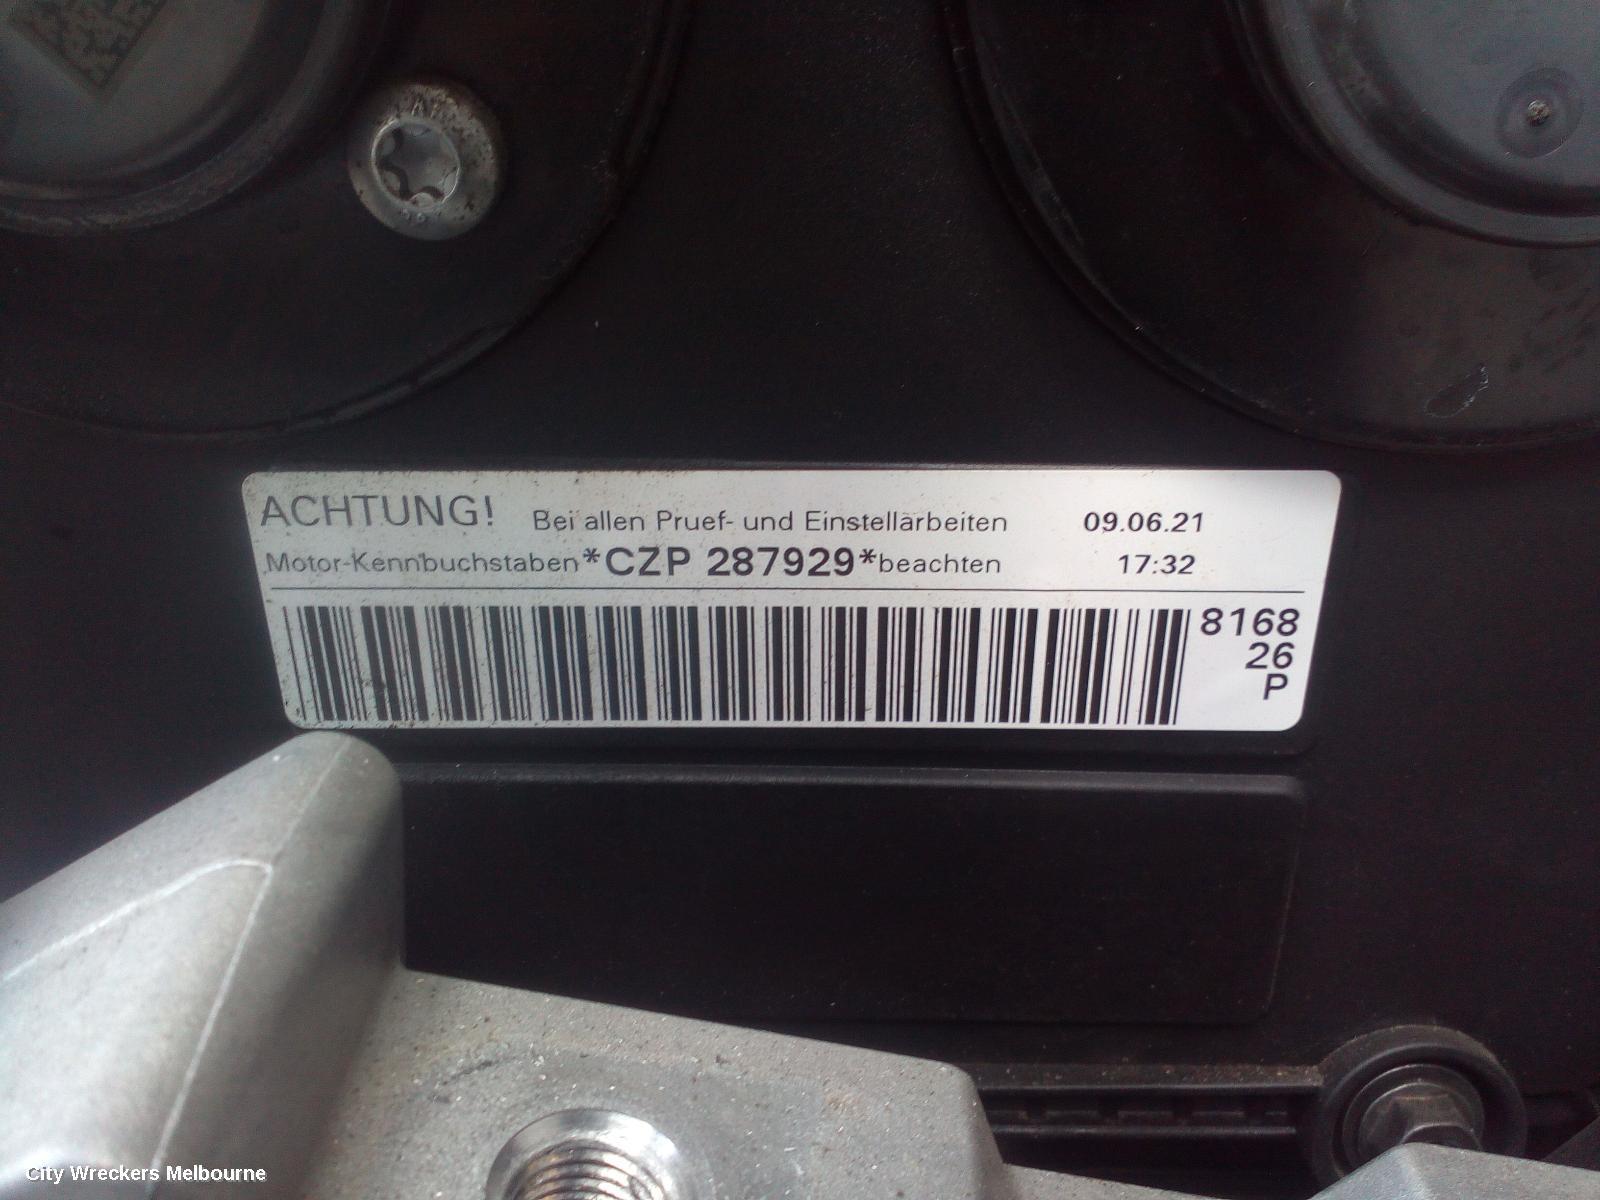 ACHTUNG! Bei allen Pruef- und Einstellarbeiten 09.06.21
Motor-Kennbuchstaben *CZP 287929* beachten 17:32
8168
26
P
City Wreckers Melbourne